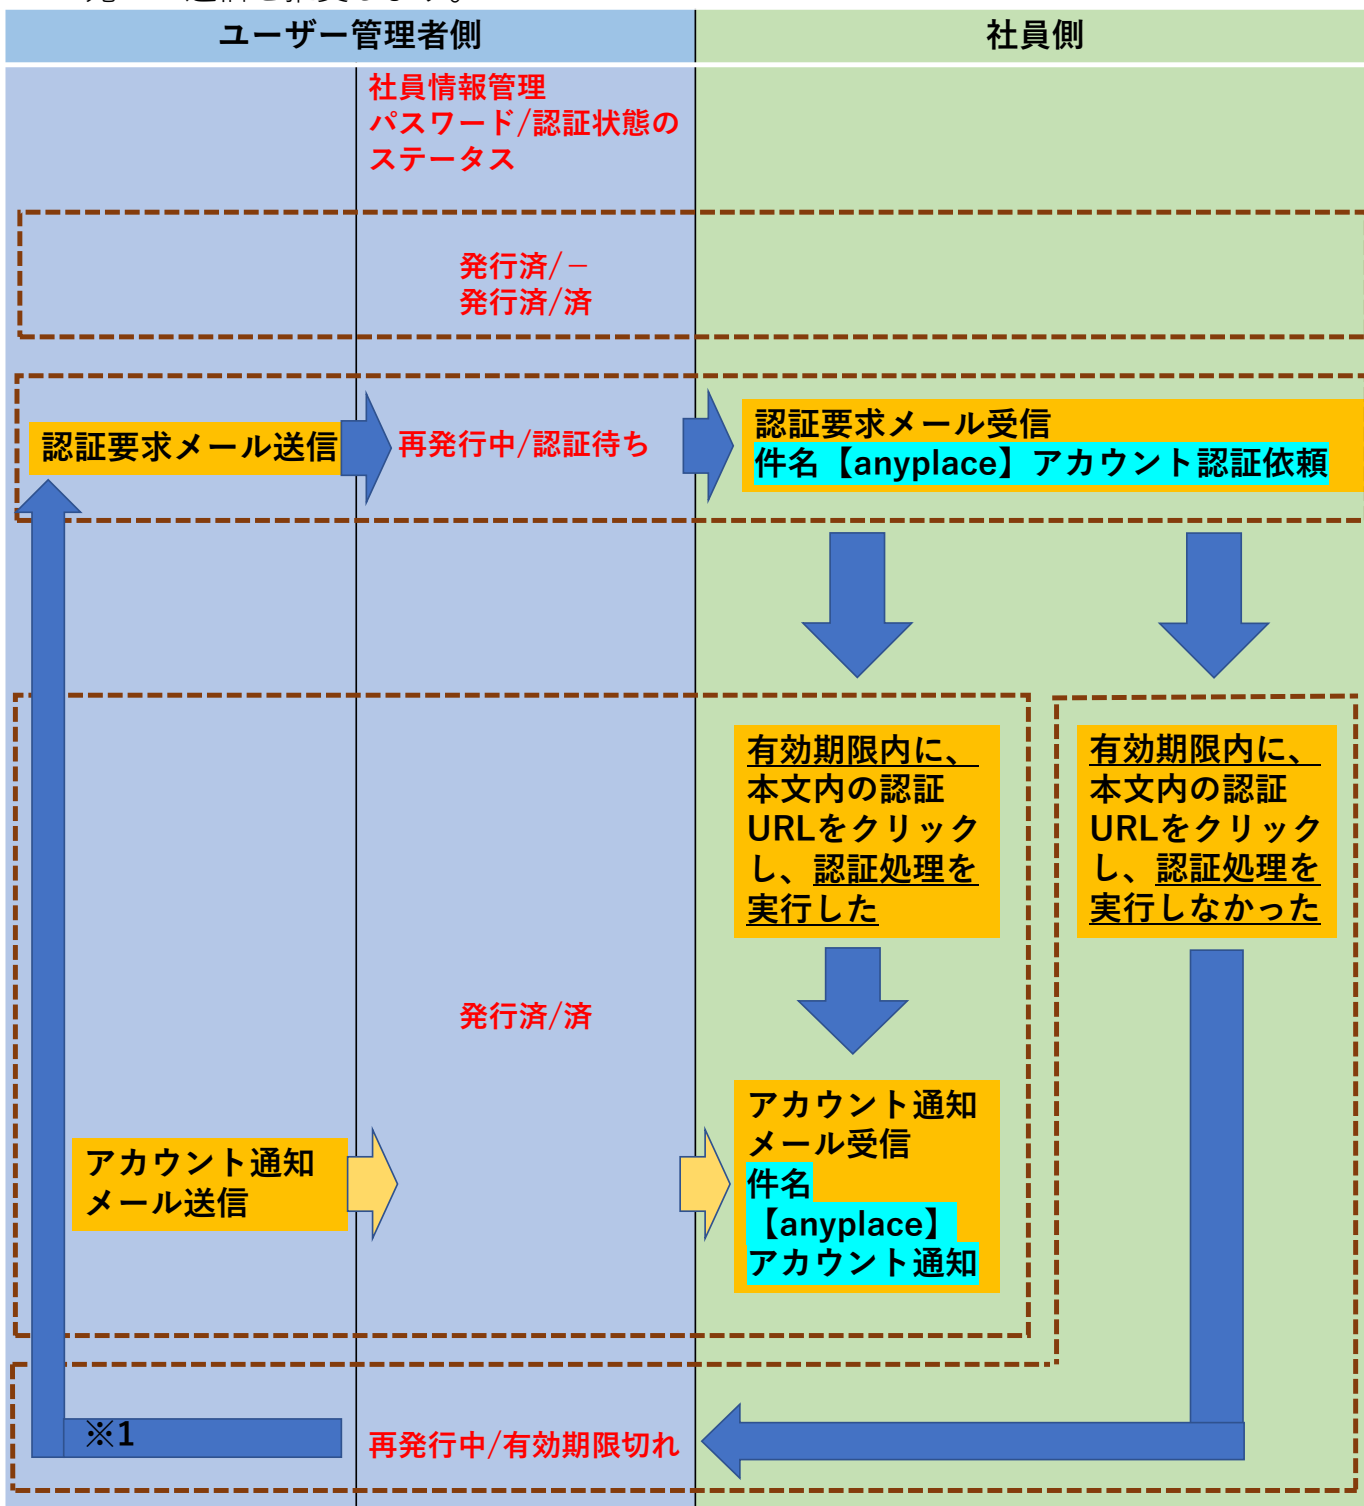 ユーザー管理者側
社員側
社員情報管理
パスワード/認証状態の
ステータス
発行済/－
発行済/済
認証要求メール送信
再発行中/認証待ち
認証要求メール受信
件名【anyplace】アカウント認証依頼
有効期限内に、
本文内の認証
URLをクリック
し、認証処理を
実行した
有効期限内に、
本文内の認証
URLをクリック
し、認証処理を
実行しなかった
発行済/済
アカウント通知
メール送信
アカウント通知
メール受信
件名
【anyplace】
アカウント通知
※1
再発行中/有効期限切れ